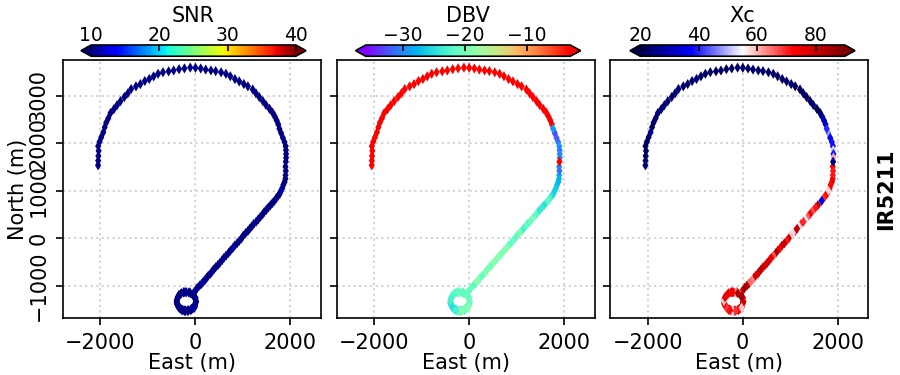 SNR DBV Xc
10 20 30 40 −30 −20 −10 20 40 60 80
North (m)
3000
2000
1000
0
−1000
IR5211
−2000 0 2000 −2000 0 2000 −2000 0 2000
East (m) East (m) East (m)